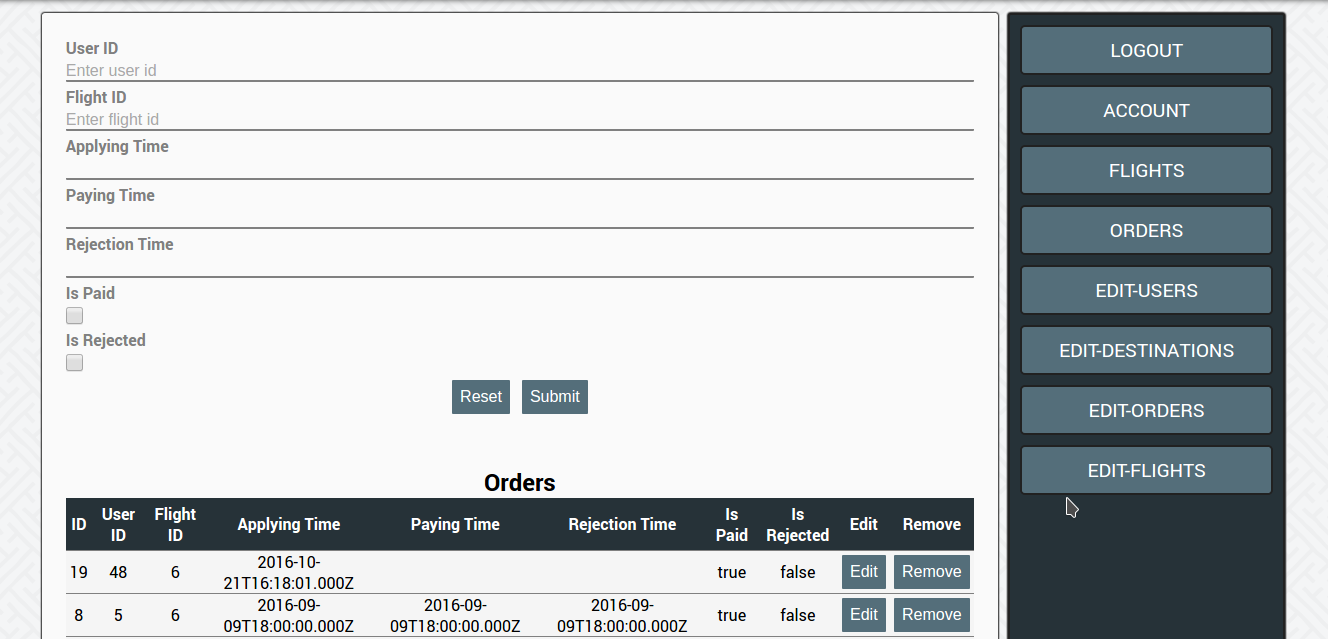 User ID
Enter user id
Flight ID
Enter flight id
Applying Time
Paying Time
Rejection Time
Is Paid
Is Rejected
Reset Submit
Orders
ID User ID Flight ID Applying Time Paying Time Rejection Time Is Paid Is Rejected Edit Remove
19 48 6 2016-10-21T16:18:01.000Z true false Edit Remove
8 5 6 2016-09-09T18:00:00.000Z 2016-09-09T18:00:00.000Z 2016-09-09T18:00:00.000Z true false Edit Remove
LOGOUT
ACCOUNT
FLIGHTS
ORDERS
EDIT-USERS
EDIT-DESTINATIONS
EDIT-ORDERS
EDIT-FLIGHTS